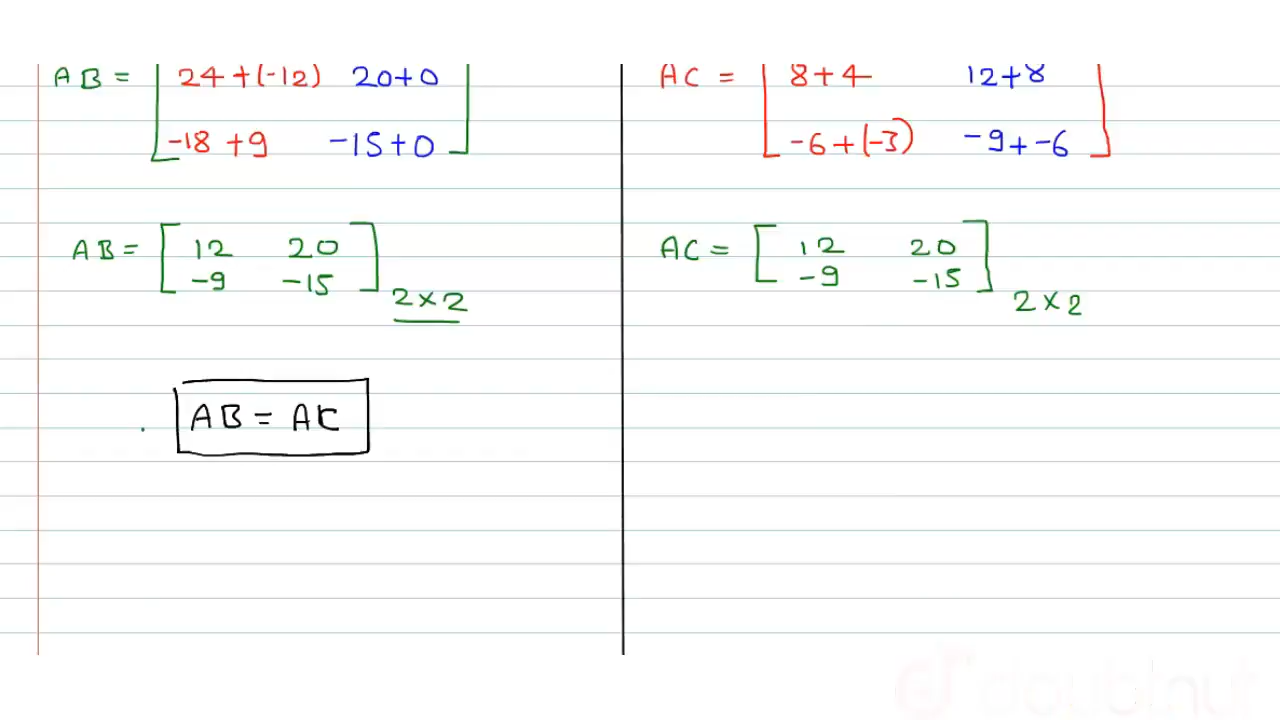 AB = [ 24 + (-12) 20 + 0
-18 + 9 -15 + 0 ]
AB = [ 12 20
-9 -15 ] 2 × 2
AB = AC
AC = [ 8 + 4 12 + 8
-6 + (-3) -9 + -6 ]
AC = [ 12 20
-9 -15 ] 2 × 2
doubtnut